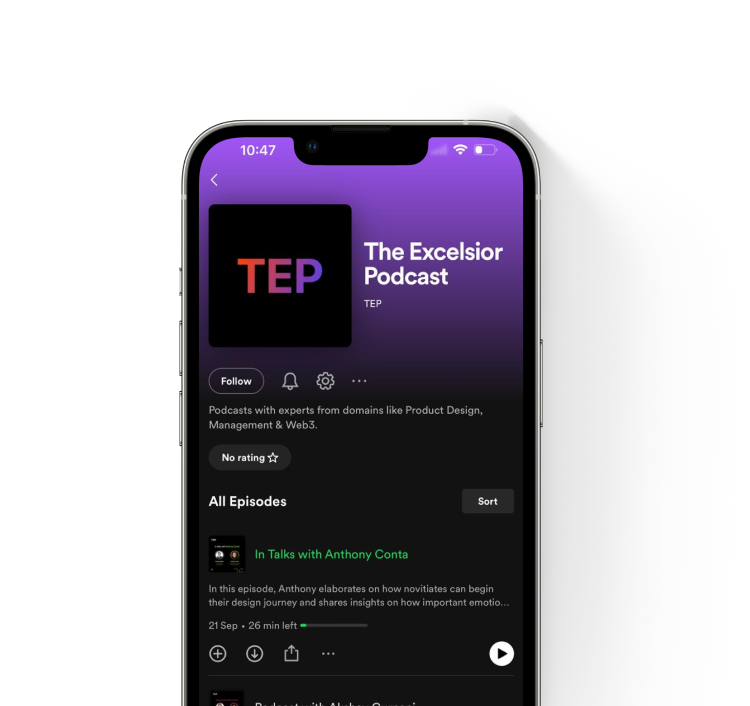 10:47
TEP
The Excelsior
Podcast
TEP
Follow
Podcasts with experts from domains like Product Design,
Management & Web3.
No rating
All Episodes
Sort
In Talks with Anthony Conta
In this episode, Anthony elaborates on how novitiates can begin
their design journey and shares insights on how important emotio...
21 Sep • 26 min left